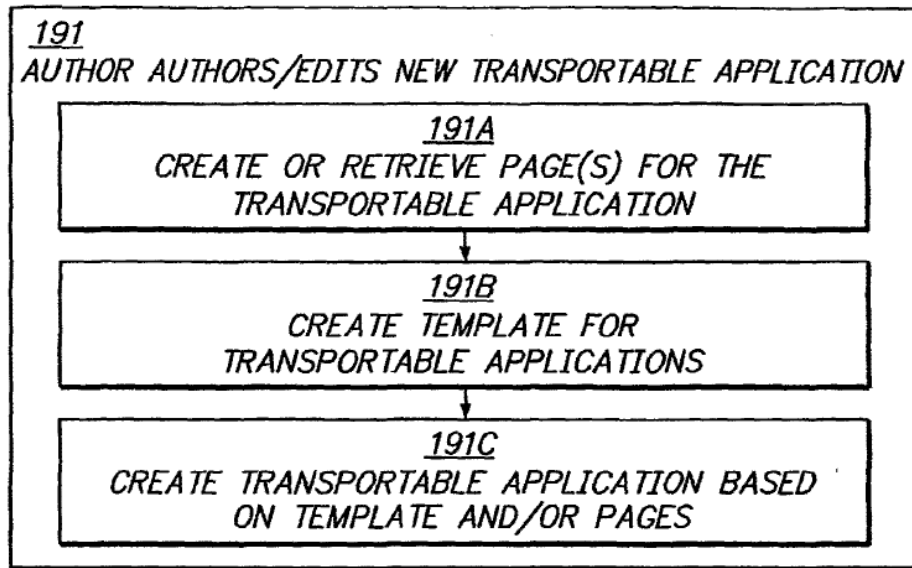 191
AUTHOR AUTHORS/EDITS NEW TRANSPORTABLE APPLICATION
191A
CREATE OR RETRIEVE PAGE(S) FOR THE
TRANSPORTABLE APPLICATION
191B
CREATE TEMPLATE FOR
TRANSPORTABLE APPLICATIONS
191C
CREATE TRANSPORTABLE APPLICATION BASED
ON TEMPLATE AND/OR PAGES